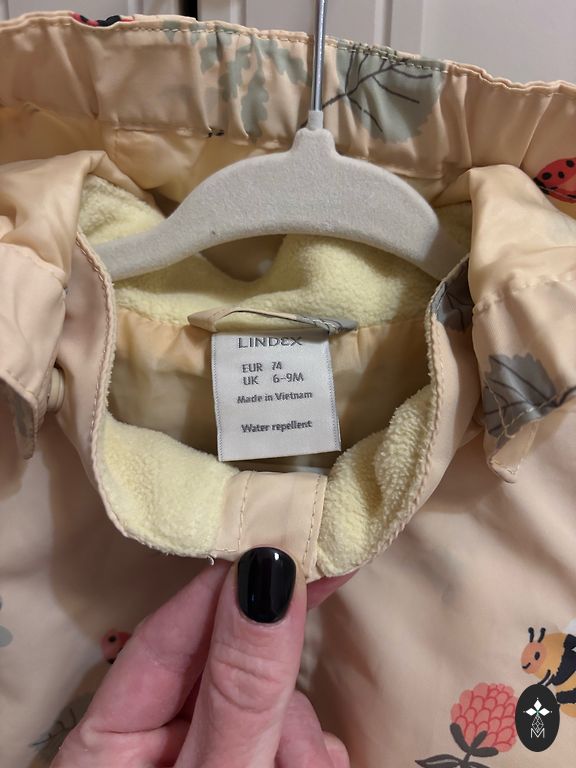 LINDEX
EUR 74
UK 6-9M
Made in Vietnam
Water repellent